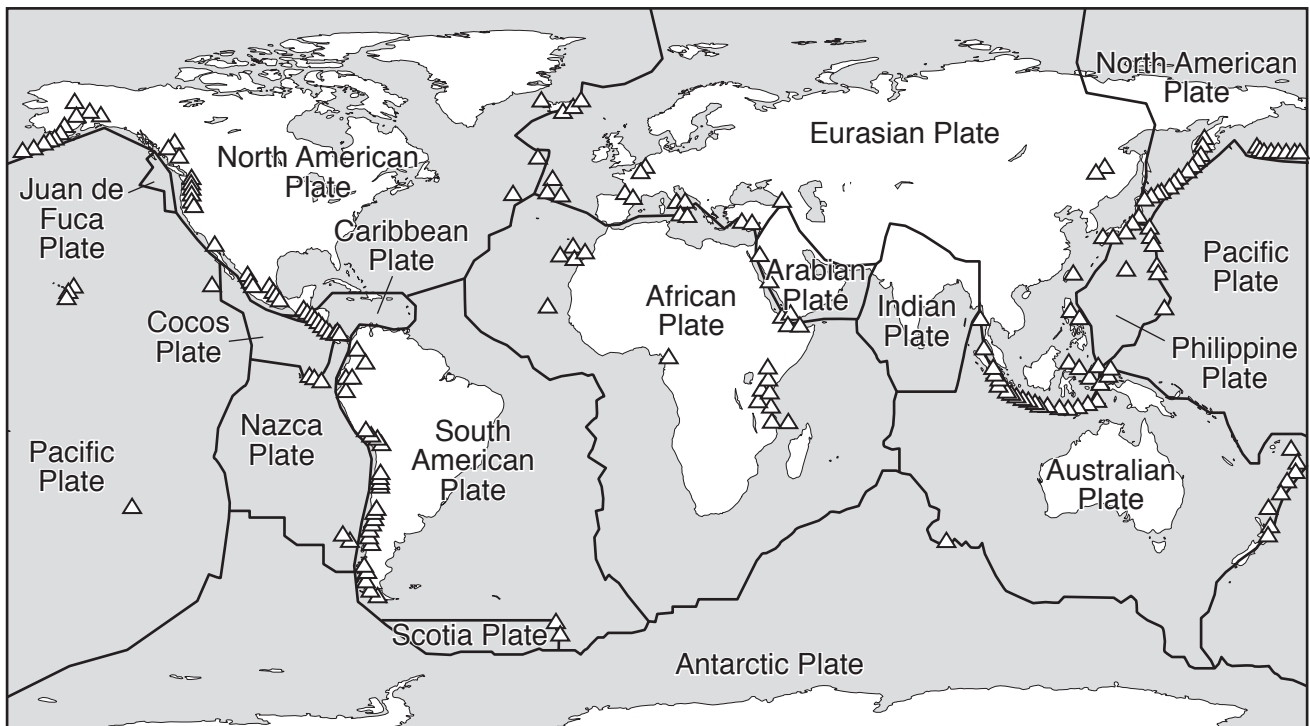 North American
Plate
Eurasian Plate
North American
Plate
Juan de
Fuca
Plate
Caribbean
Plate
Pacific
Plate
Arabian
Plate
African
Plate
Indian
Plate
Cocos
Plate
Philippine
Plate
Nazca
Plate
South
American
Plate
Pacific
Plate
Australian
Plate
Scotia Plate
Antarctic Plate